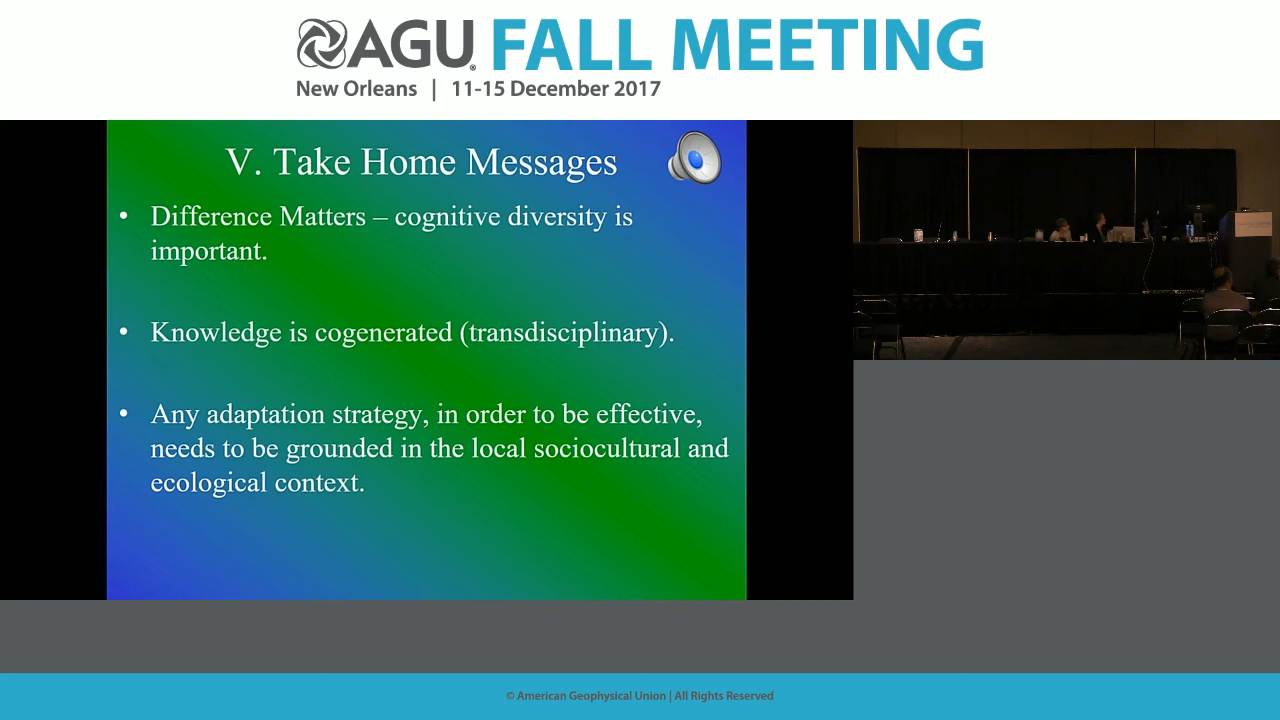 AGU FALL MEETING
New Orleans | 11-15 December 2017
V. Take Home Messages
• Difference Matters – cognitive diversity is
important.
• Knowledge is cogenerated (transdisciplinary).
• Any adaptation strategy, in order to be effective,
needs to be grounded in the local sociocultural and
ecological context.
© American Geophysical Union | All Rights Reserved